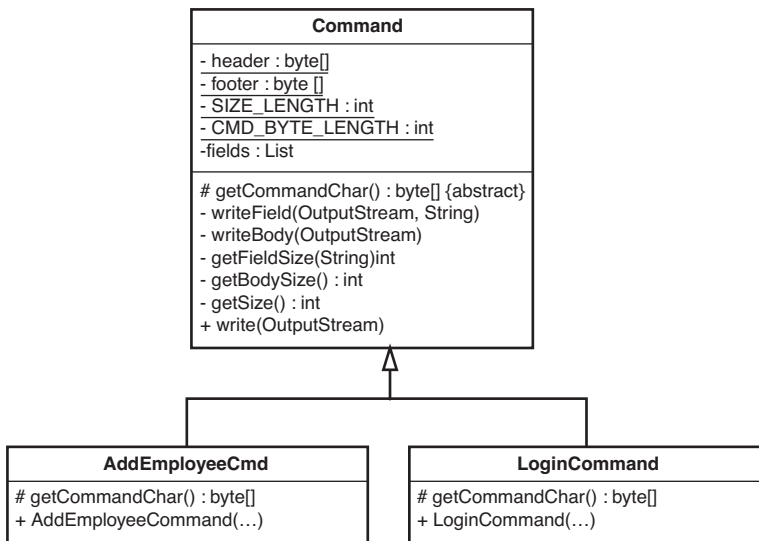 Command
- header : byte[]
- footer : byte []
- SIZE_LENGTH : int
- CMD_BYTE_LENGTH : int
-fields : List
# getCommandChar() : byte[] {abstract}
- writeField(OutputStream, String)
- writeBody(OutputStream)
- getFieldSize(String)int
- getBodySize() : int
- getSize() : int
+ write(OutputStream)
AddEmployeeCmd
# getCommandChar() : byte[]
+ AddEmployeeCommand(…)
LoginCommand
# getCommandChar() : byte[]
+ LoginCommand(…)